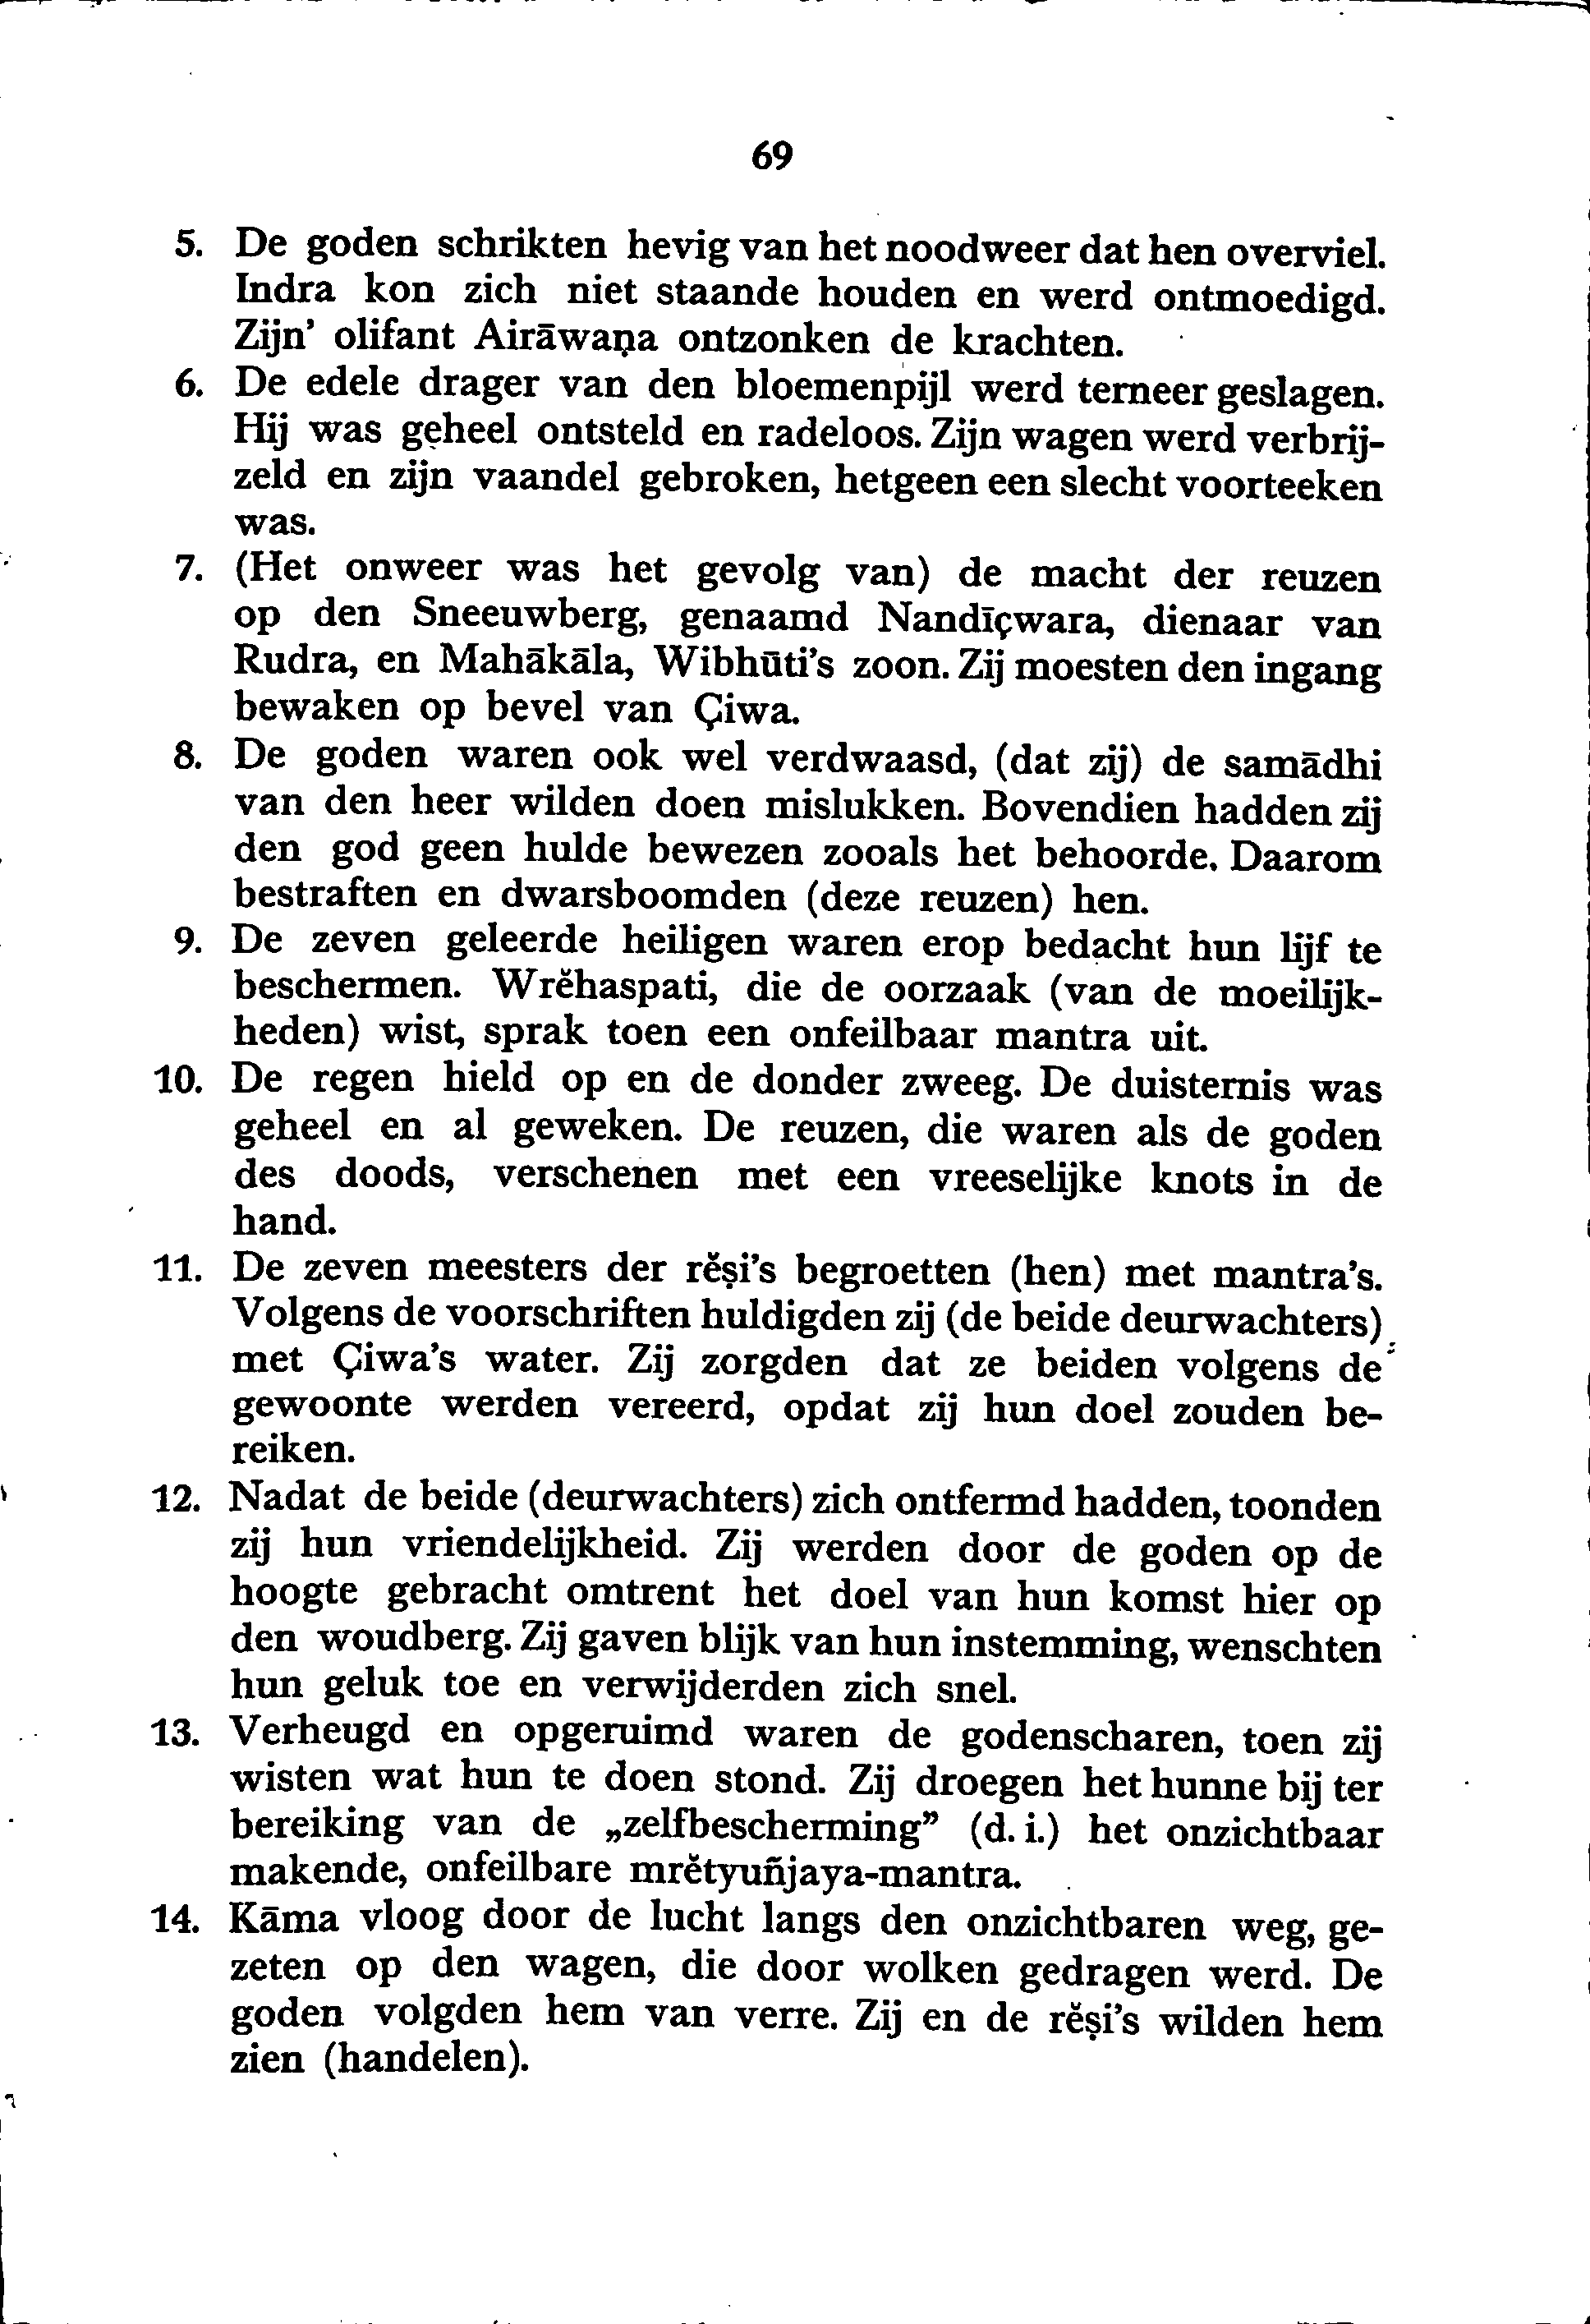 69
5. De goden schrikten hevig van het noodweer dat hen overviel.
Indra kon zich niet staande houden en werd ontmoedigd.
Zijn’ olifant Airāwaṇa ontzonken de krachten.
6. De edele drager van den bloemenpijl werd terneer geslagen.
Hij was geheel ontsteld en radeloos. Zijn wagen werd verbrij-
zeld en zijn vaandel gebroken, hetgeen een slecht voorteeken
was.
7. (Het onweer was het gevolg van) de macht der reuzen
op den Sneeuwberg, genaamd Nandīçwara, dienaar van
Rudra, en Mahākāla, Wibhūti’s zoon. Zij moesten den ingang
bewaken op bevel van Çiwa.
8. De goden waren ook wel verdwaasd, (dat zij) de samādhi
van den heer wilden doen mislukken. Bovendien hadden zij
den god geen hulde bewezen zooals het behoorde. Daarom
bestraften en dwarsboomden (deze reuzen) hen.
9. De zeven geleerde heiligen waren erop bedacht hun lijf te
beschermen. Wrĕhaspati, die de oorzaak (van de moeilijk-
heden) wist, sprak toen een onfeilbaar mantra uit.
10. De regen hield op en de donder zweeg. De duisternis was
geheel en al geweken. De reuzen, die waren als de goden
des doods, verschenen met een vreeselijke knots in de
hand.
11. De zeven meesters der rĕṣi’s begroetten (hen) met mantra’s.
Volgens de voorschriften huldigden zij (de beide deurwachters)
met Çiwa’s water. Zij zorgden dat ze beiden volgens de
gewoonte werden vereerd, opdat zij hun doel zouden be-
reiken.
12. Nadat de beide (deurwachters) zich ontfermd hadden, toonden
zij hun vriendelijkheid. Zij werden door de goden op de
hoogte gebracht omtrent het doel van hun komst hier op
den woudberg. Zij gaven blijk van hun instemming, wenschten
hun geluk toe en verwijderden zich snel.
13. Verheugd en opgeruimd waren de godenscharen, toen zij
wisten wat hun te doen stond. Zij droegen het hunne bij ter
bereiking van de „zelfbescherming” (d. i.) het onzichtbaar
makende, onfeilbare mrĕtyuñjaya-mantra.
14. Kāma vloog door de lucht langs den onzichtbaren weg, ge-
zeten op den wagen, die door wolken gedragen werd. De
goden volgden hem van verre. Zij en de rĕṣi’s wilden hem
zien (handelen).